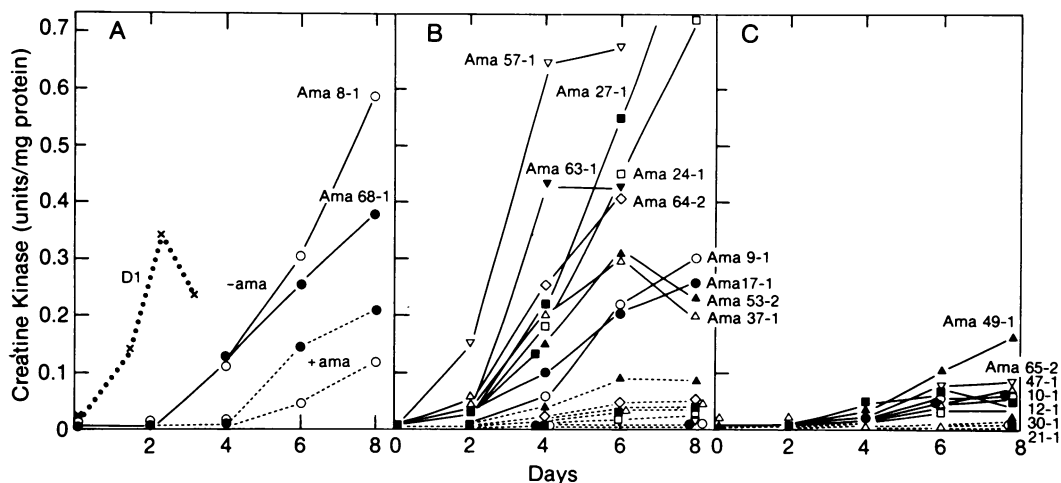 A
B
C
Creatine Kinase (units/mg protein)
0.7
0.6
0.5
0.4
0.3
0.2
0.1
0
Ama 8-1
Ama 68-1
D1
-ama
+ama
2
4
6
8
Ama 57-1
Ama 27-1
Ama 63-1
Ama 24-1
Ama 64-2
Ama 9-1
Ama17-1
Ama 53-2
Ama 37-1
0
2
4
6
8
Ama 49-1
Ama 65-2
47-1
10-1
12-1
30-1
21-1
0
2
4
6
8
Days